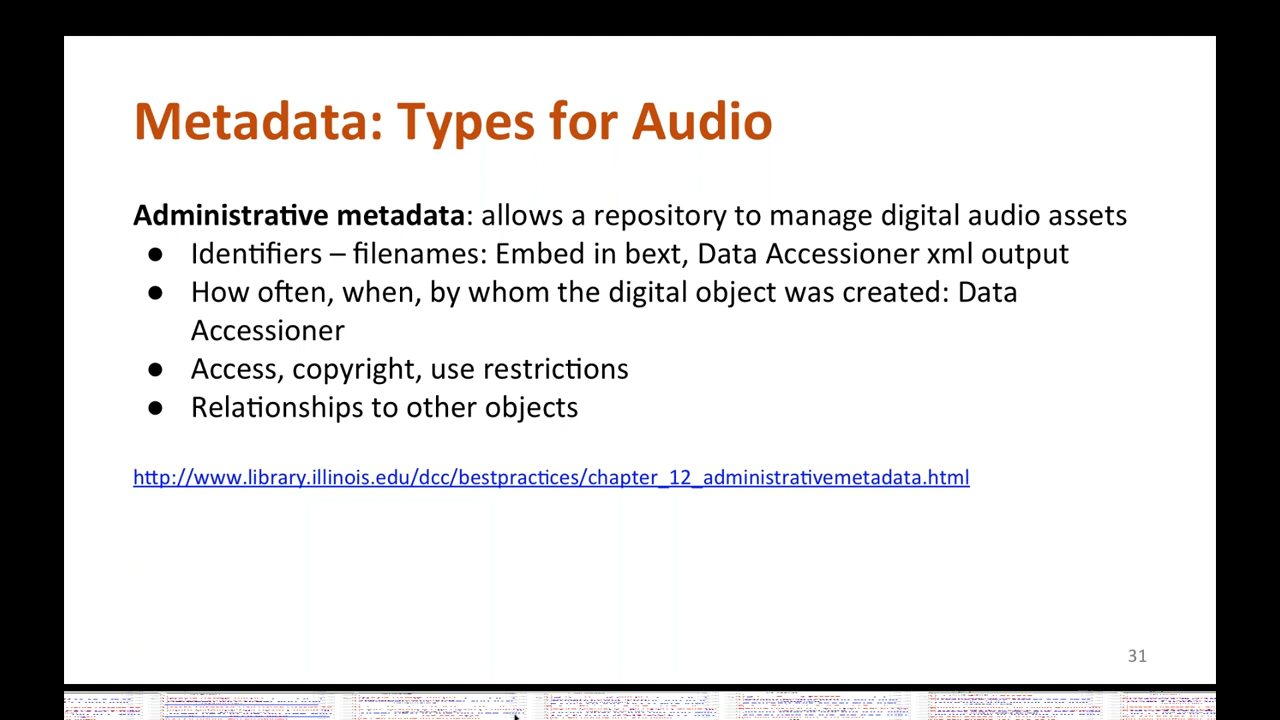 Metadata: Types for Audio
Administrative metadata: allows a repository to manage digital audio assets
● Identifiers – filenames: Embed in bext, Data Accessioner xml output
● How often, when, by whom the digital object was created: Data
Accessioner
● Access, copyright, use restrictions
● Relationships to other objects
http://www.library.illinois.edu/dcc/bestpractices/chapter_12_administrativemetadata.html
31